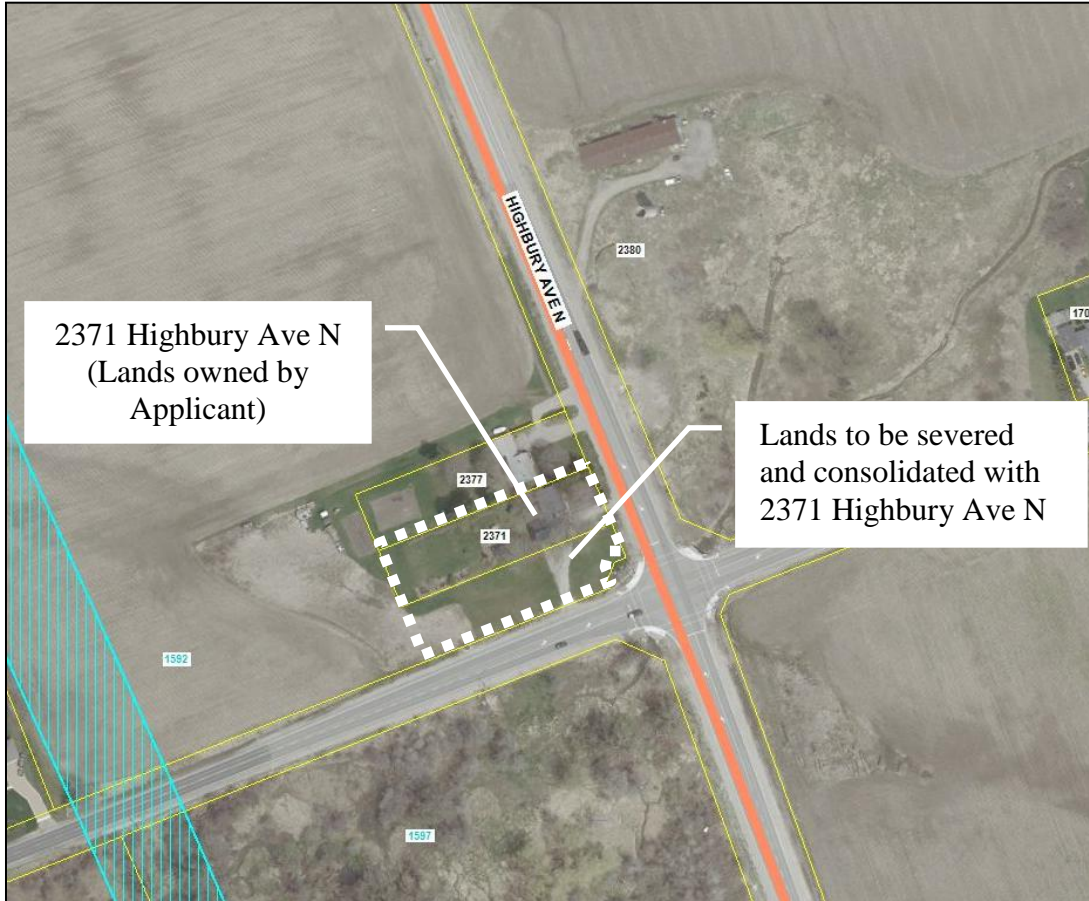 HIGHBURY AVE N
2380
170
2371 Highbury Ave N
(Lands owned by
Applicant)
Lands to be severed
and consolidated with
2371 Highbury Ave N
2377
2371
1592
1597